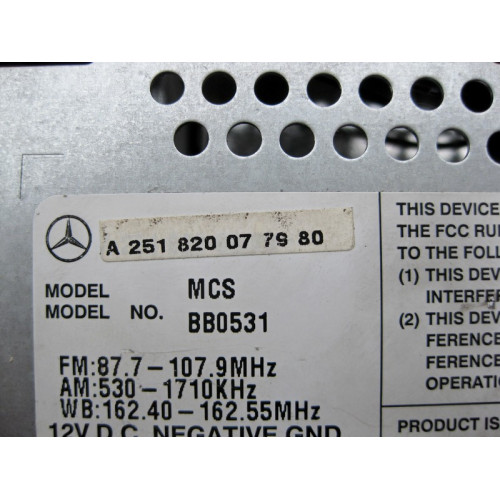 A 251 820 07 79 80
MODEL MCS
MODEL NO. BB0531
FM:87.7-107.9MHz
AM:530-1710KHz
WB:162.40-162.55MHz
12V D.C. NEGATIVE GND
THIS DEVICE
THE FCC RU
TO THE FOLL
(1) THIS DEV
INTERFE
(2) THIS DEV
FERENCE
FERENCE
OPERATI
PRODUCT IS